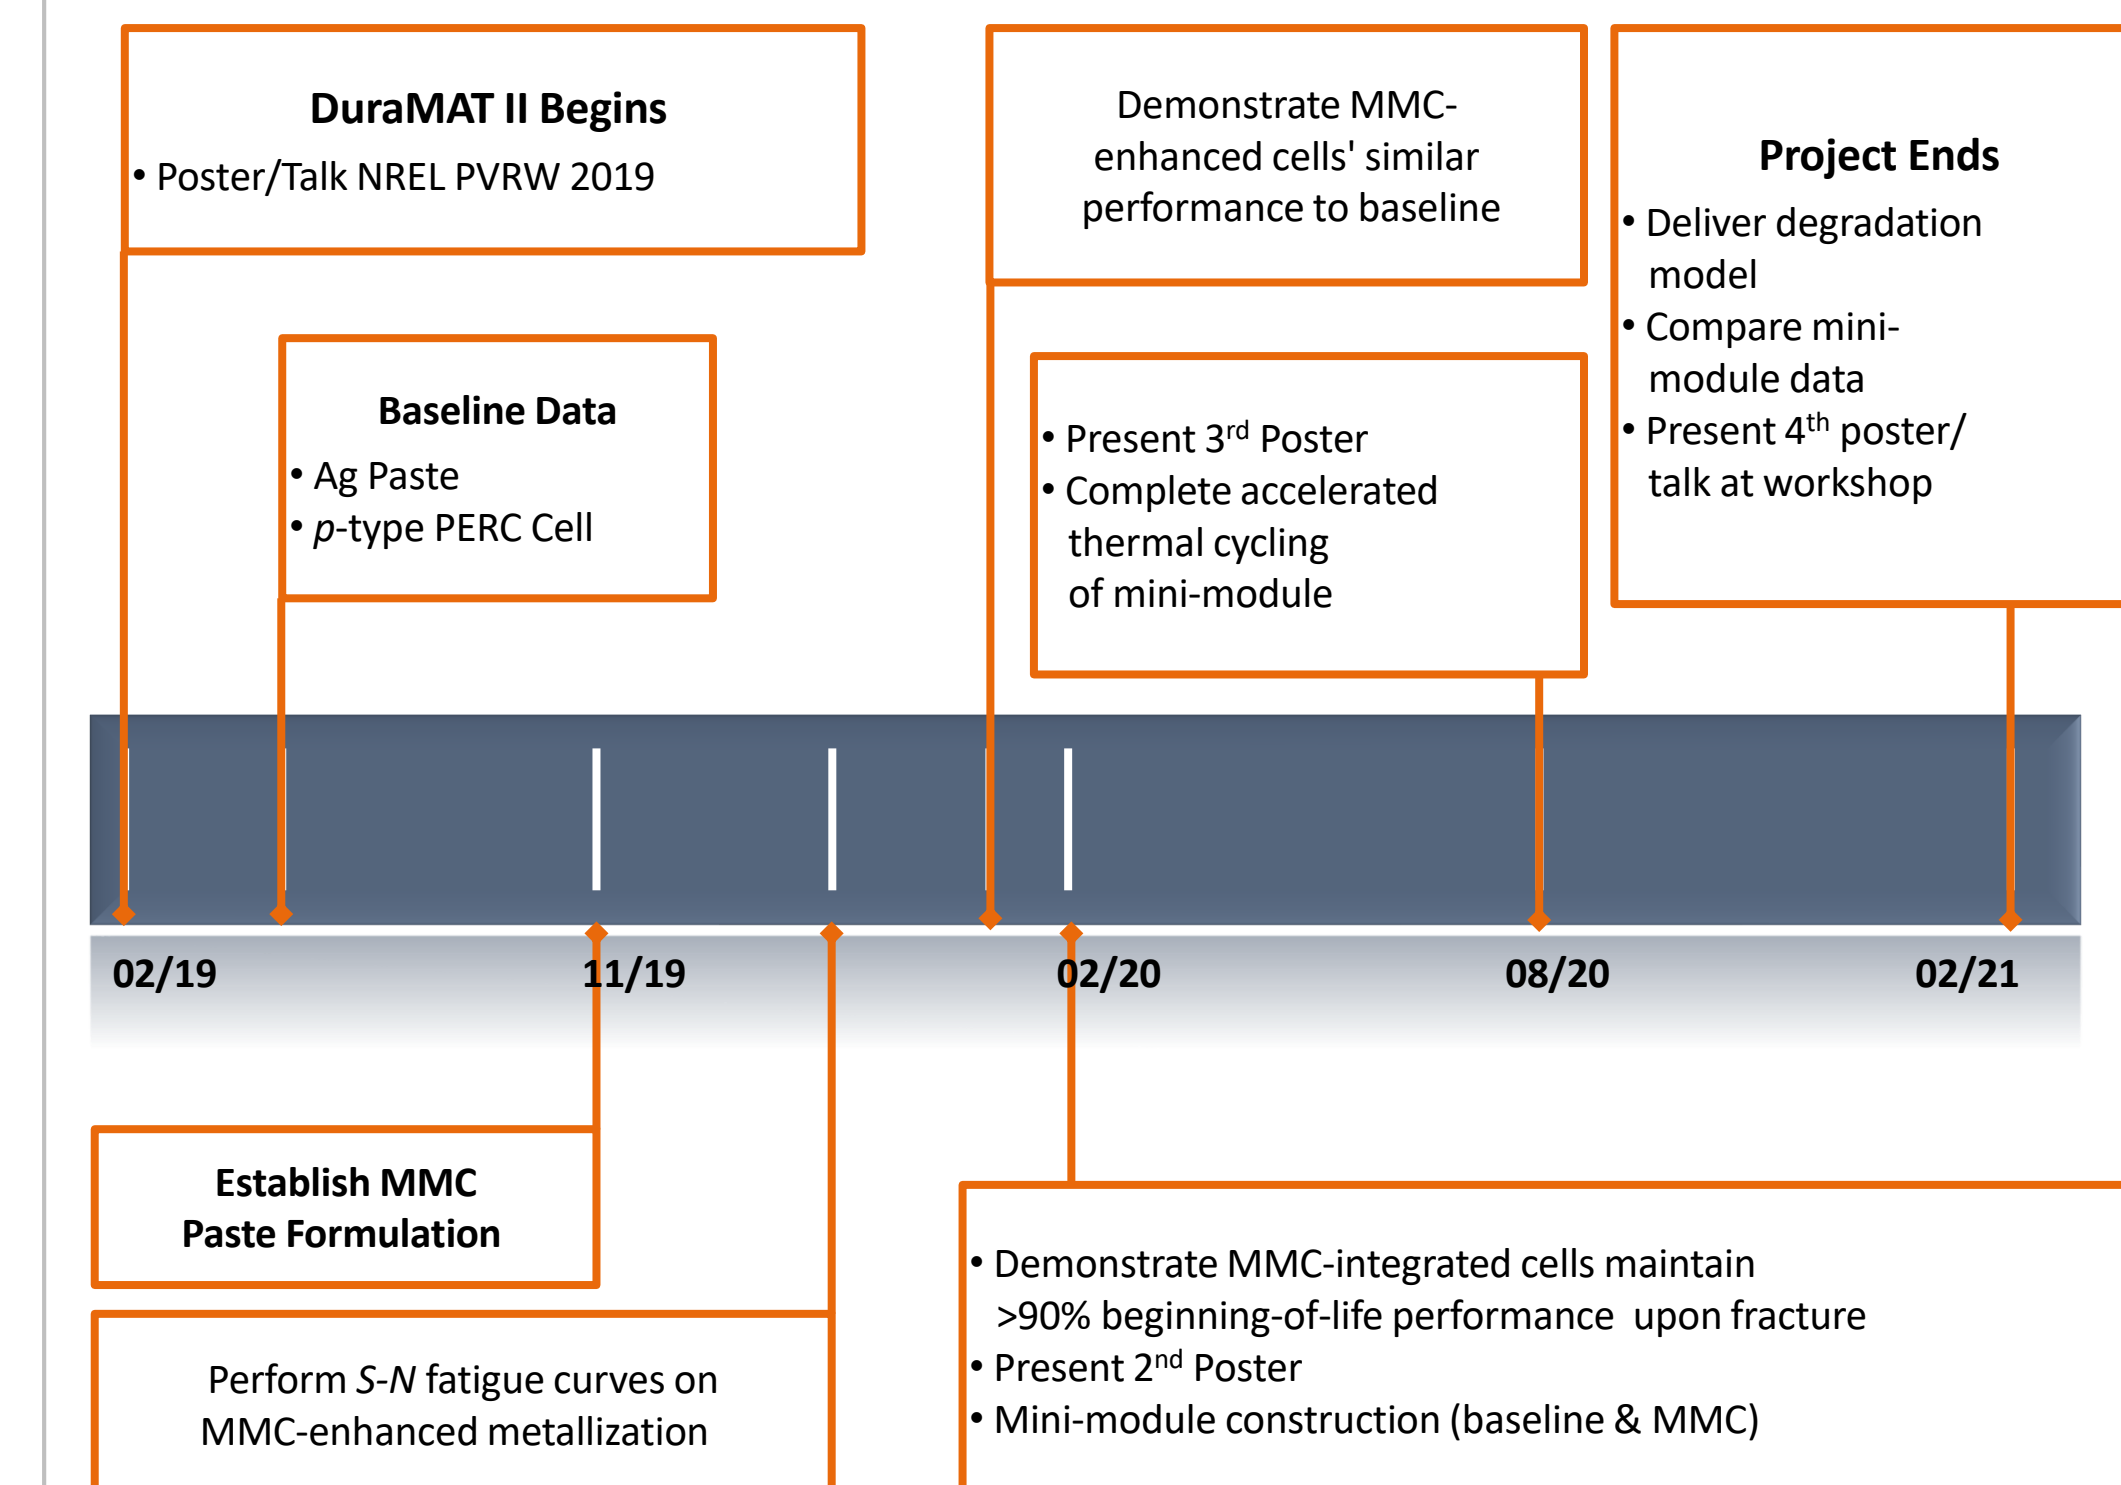 DuraMAT II Begins
• Poster/Talk NREL PVRW 2019
Baseline Data
• Ag Paste
• p-type PERC Cell
Demonstrate MMC-
enhanced cells' similar
performance to baseline
• Present 3rd Poster
• Complete accelerated
thermal cycling
of mini-module
Project Ends
• Deliver degradation
model
• Compare mini-
module data
• Present 4th poster/
talk at workshop
02/19
11/19
02/20
08/20
02/21
Establish MMC
Paste Formulation
Perform S-N fatigue curves on
MMC-enhanced metallization
• Demonstrate MMC-integrated cells maintain
>90% beginning-of-life performance upon fracture
• Present 2nd Poster
• Mini-module construction (baseline & MMC)